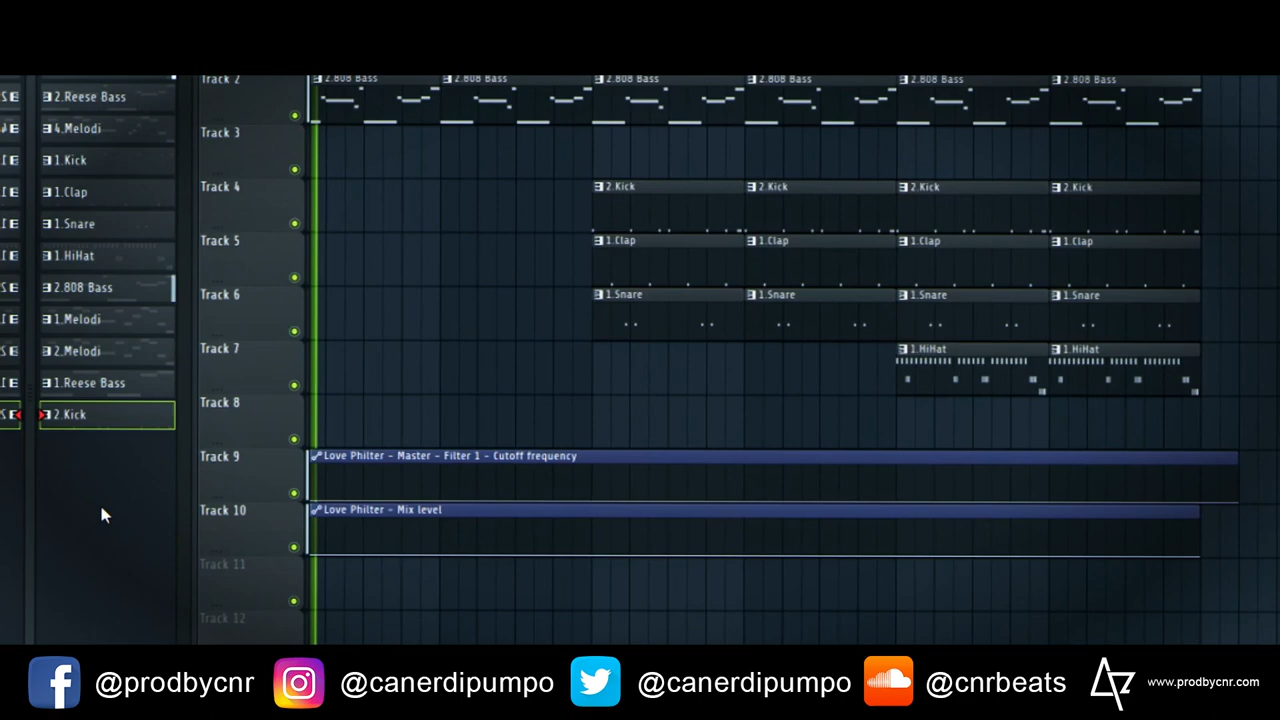 Track 2
2.808 Bass
2.808 Bass
2.808 Bass
2.808 Bass
2.808 Bass
2.808 Bass
2.Reese Bass
4.Melodi
1.Kick
1.Clap
1.Snare
1.HiHat
2.808 Bass
1.Melodi
2.Melodi
1.Reese Bass
2.Kick
Track 3
Track 4
2.Kick
2.Kick
2.Kick
2.Kick
Track 5
1.Clap
1.Clap
1.Clap
1.Clap
Track 6
1.Snare
1.Snare
1.Snare
1.Snare
Track 7
1.HiHat
1.HiHat
Track 8
Track 9
Love Philter - Master - Filter 1 - Cutoff frequency
Track 10
Love Philter - Mix level
Track 11
Track 12
@prodbycnr
@canerdipumpo
@canerdipumpo
@cnrbeats
www.prodbycnr.com